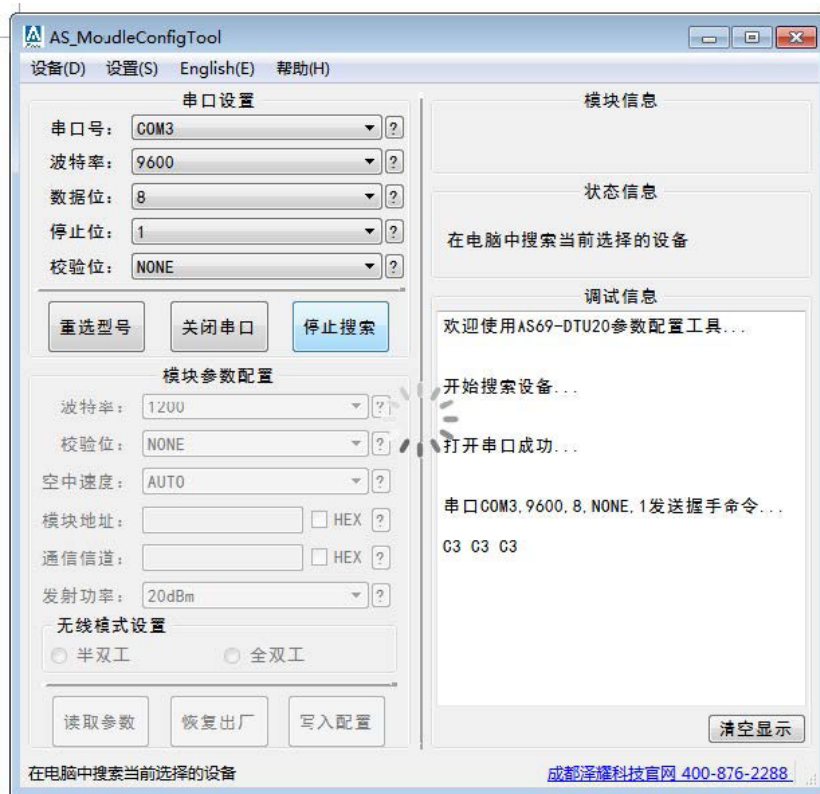 AS_MoudleConfigTool
设备(D) 设置(S) English(E) 帮助(H)
串口设置
串口号： COM3 ?
波特率： 9600 ?
数据位： 8 ?
停止位： 1 ?
校验位： NONE ?
重选型号 关闭串口 停止搜索
模块参数配置
波特率： 1200 ?
校验位： NONE ?
空中速度： AUTO ?
模块地址： HEX ?
通信信道： HEX ?
发射功率： 20dBm ?
无线模式设置
半双工 全双工
读取参数 恢复出厂 写入配置
模块信息
状态信息
在电脑中搜索当前选择的设备
调试信息
欢迎使用AS69-DTU20参数配置工具...
开始搜索设备...
打开串口成功...
串口COM3,9600,8,NONE,1发送握手命令...
C3 C3 C3
清空显示
在电脑中搜索当前选择的设备
成都泽耀科技官网 400-876-2288